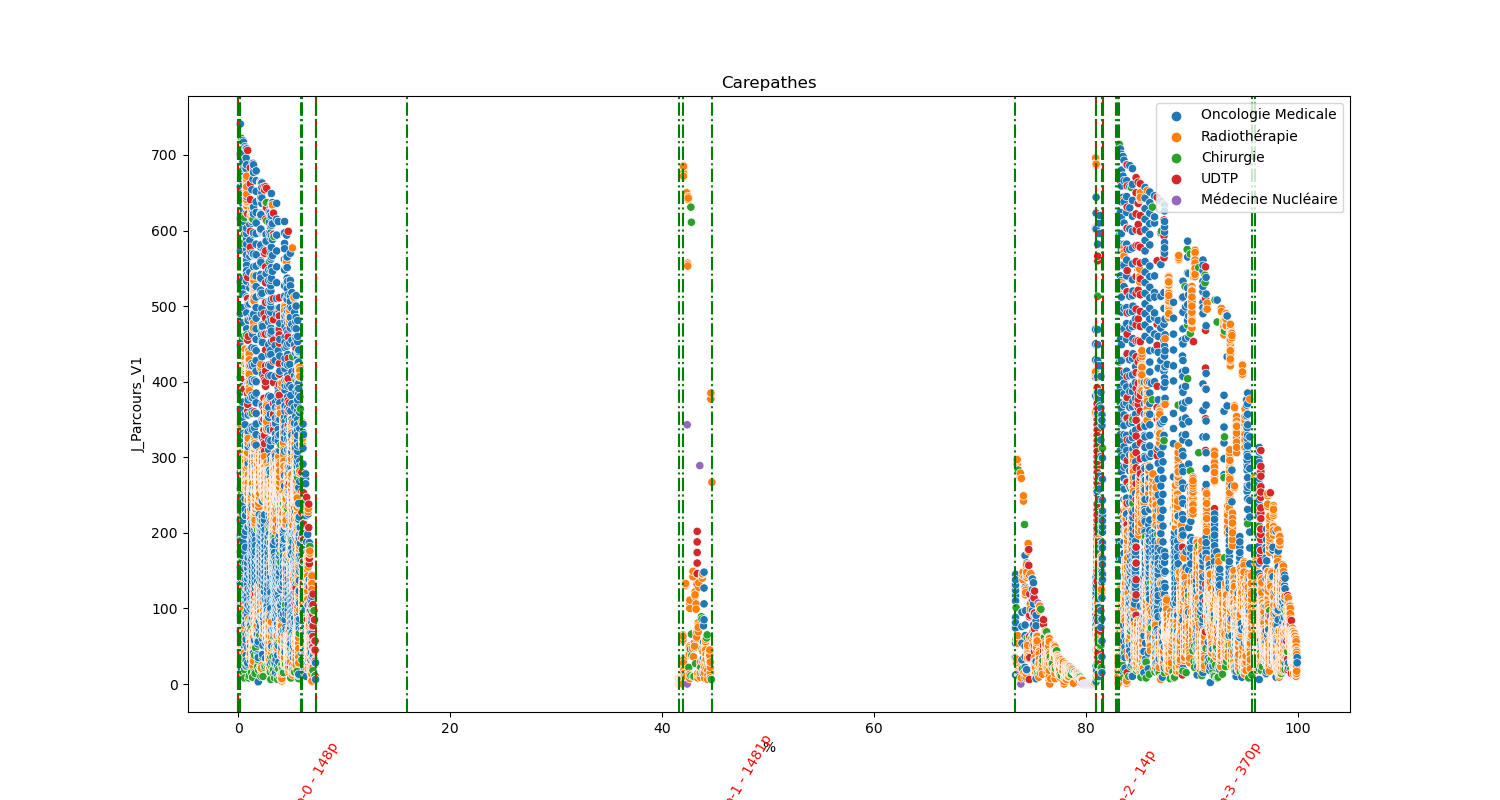 Carepathes
Oncologie Medicale
Radiothérapie
Chirurgie
UDTP
Médecine Nucléaire
J_Parcours_V1
700
600
500
400
300
200
100
0
0 20 40 60 80 100
%
-0 - 148p
-1 - 1481p
-2 - 14p
-3 - 370p